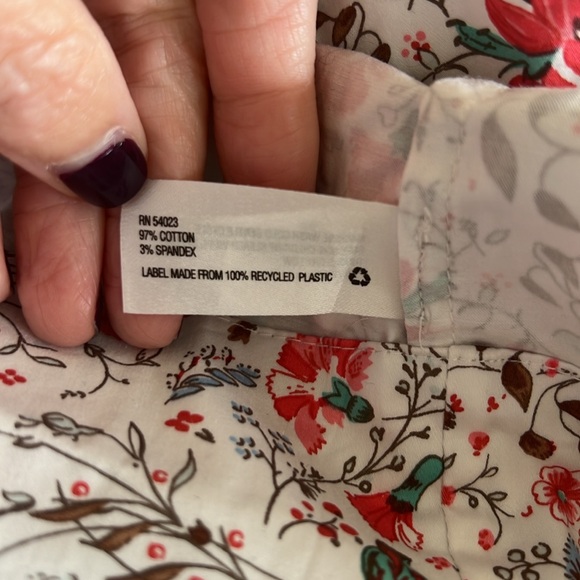 RN 54023
97% COTTON
3% SPANDEX
LABEL MADE FROM 100% RECYCLED PLASTIC